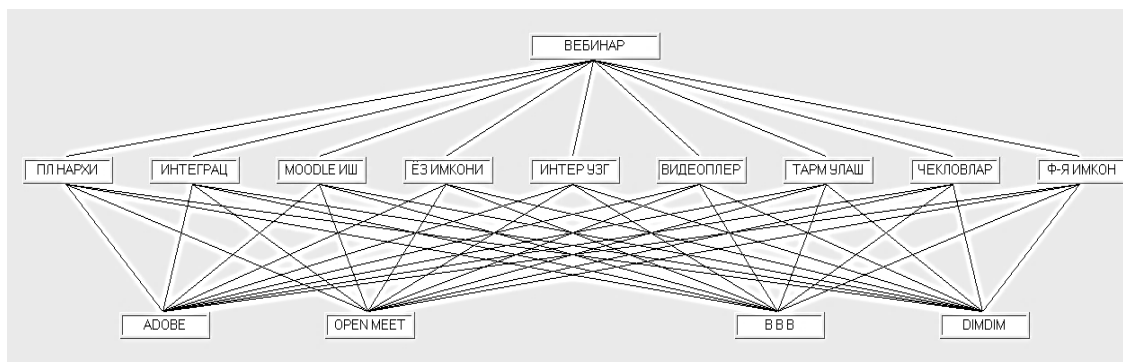 ВЕБИНАР
ПЛ НАРХИ
ИНТЕГРАЦ
MOODLE ИШ
ЁЗ ИМКОНИ
ИНТЕР УЗГ
ВИДЕОПЛЕР
ТАРМ УЛАШ
ЧЕКЛОВЛАР
Ф-Я ИМКОН
ADOBE
OPEN MEET
B B B
DIMDIM